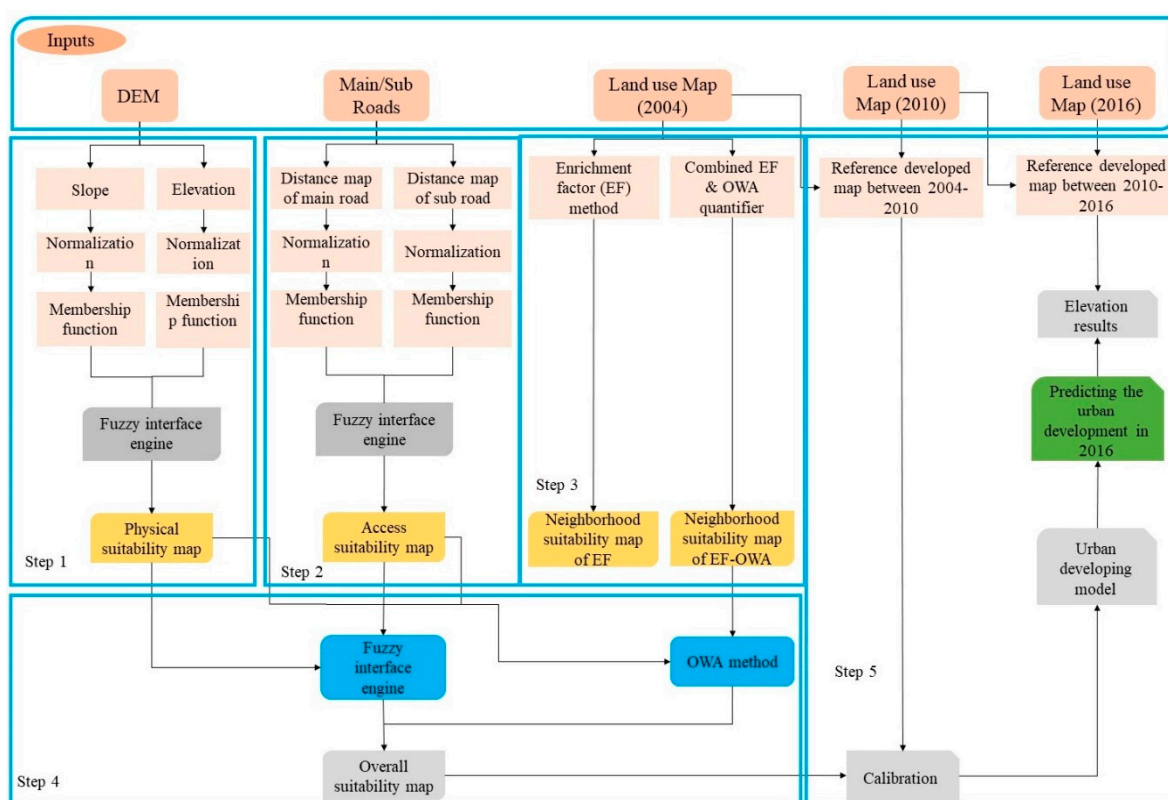 Inputs
DEM
Main/Sub
Roads
Land use Map
(2004)
Land use
Map (2010)
Land use
Map (2016)
Slope
Elevation
Distance map
of main road
Distance map
of sub road
Enrichment
factor (EF)
method
Combined EF
& OWA
quantifier
Reference developed
map between 2004-
2010
Reference developed
map between 2010-
2016
Normalizatio
n
Normalizat
ion
Normalizatio
n
Normalization
Membership
function
Membershi
p function
Membership
function
Membership
function
Elevation
results
Fuzzy interface
engine
Fuzzy interface
engine
Predicting the
urban
development in
2016
Step 3
Physical
suitability map
Access
suitability map
Neighborhood
suitability map
of EF
Neighborhood
suitability map
of EF-OWA
Step 1
Step 2
Urban
developing
model
Fuzzy
interface
engine
OWA method
Step 5
Step 4
Overall
suitability map
Calibration